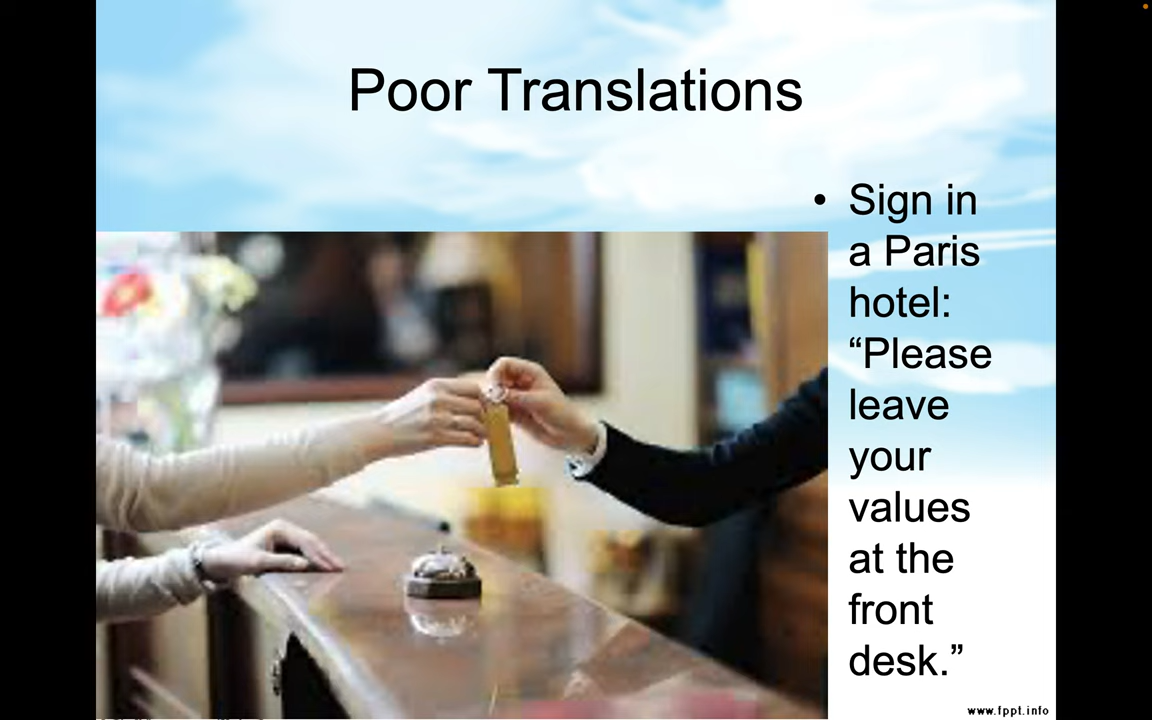 Poor Translations
• Sign in
a Paris
hotel:
“Please
leave
your
values
at the
front
desk.”
www.fppt.info